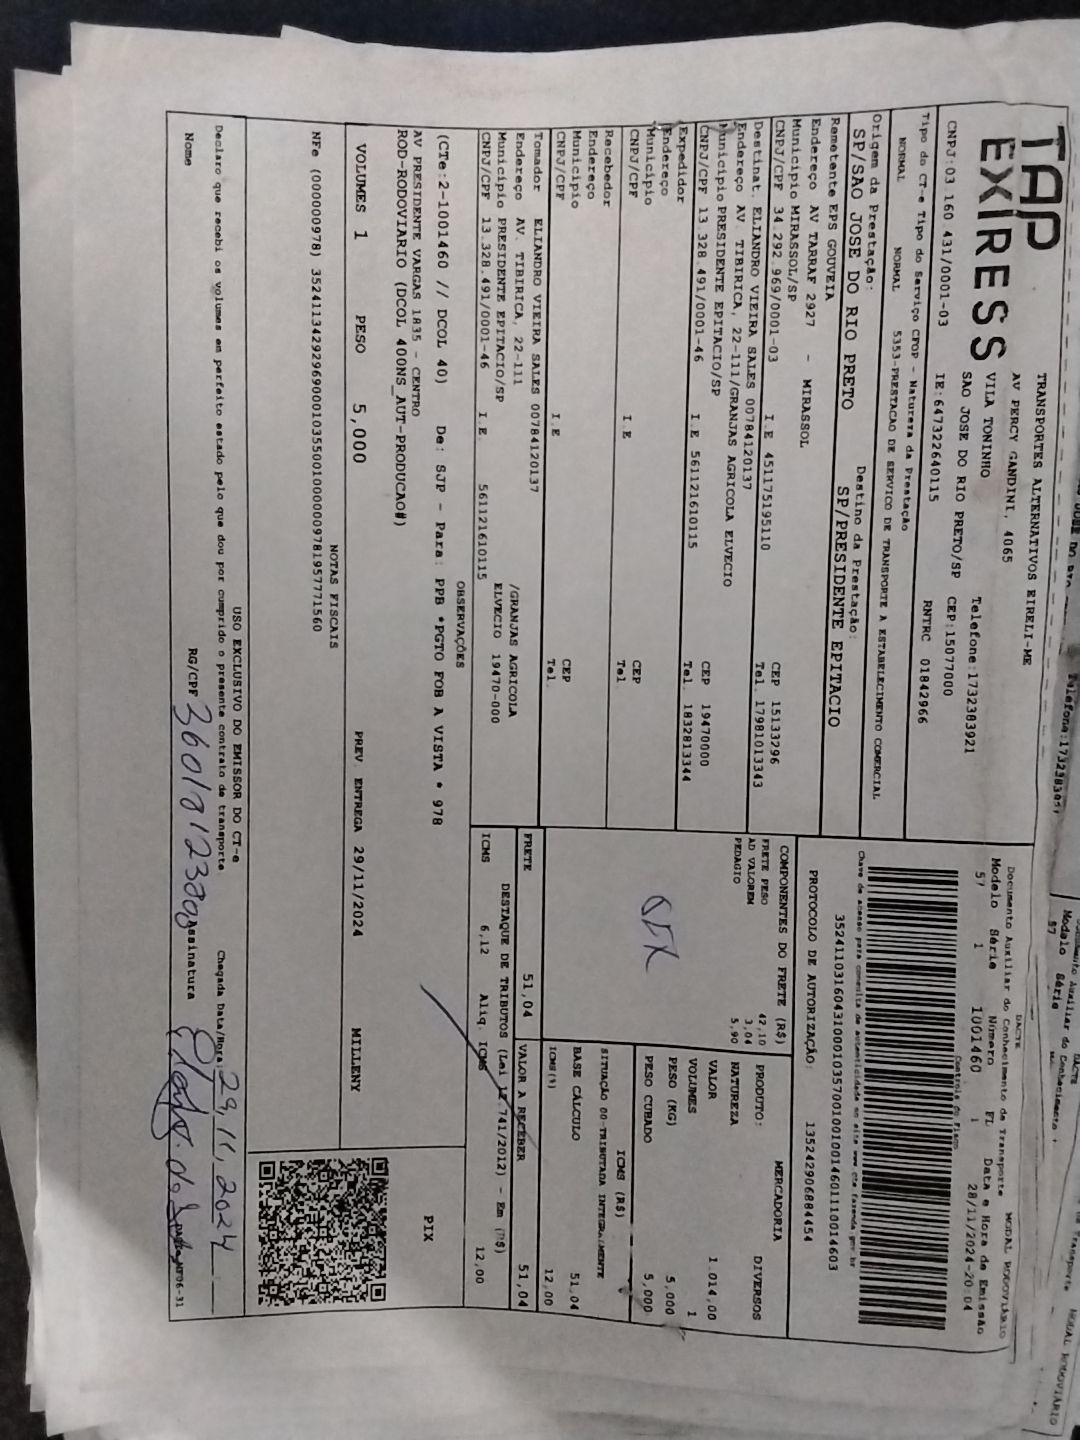 TAP EXIRESS
TRANSPORTES ALTERNATIVOS EIRELI-ME
AV PERCY GANDINI, 4065
VILA TONINHO
SAO JOSE DO RIO PRETO/SP CEP:15077000
Telefone:1732383921
CNPJ:03 160 431/0001-03 IE:647322640115 RNTRC 01842966
DACTE MODAL RODOVIÁRIO
Documento Auxiliar do Conhecimento de Transporte
Modelo Série Número FL Data e Hora de Emissão
57 1 1001460 1 28/11/2024-20:04
Controle do Fisco
Chave de acesso para consulta de autenticidade no site www.cte.fazenda.gov.br
35241103160431000103570010010014601110014603
PROTOCOLO DE AUTORIZAÇÃO: 135242906884454
Tipo do CT-e Tipo do Serviço CFOP - Natureza da Prestação
NORMAL NORMAL 5353-PRESTACAO DE SERVICO DE TRANSPORTE A ESTABELECIMENTO COMERCIAL
Origem da Prestação: Destino da Prestação:
SP/SAO JOSE DO RIO PRETO SP/PRESIDENTE EPITACIO
Remetente EPS GOUVEIA
Endereço AV TARRAF 2927 - MIRASSOL
Município MIRASSOL/SP CEP 15133296
CNPJ/CPF 34.292.969/0001-03 I.E 451175195110 Tel. 17981013343
Destinat. ELIANDRO VIEIRA SALES 00784120137
Endereço AV. TIBIRICA, 22-111/GRANJAS AGRICOLA ELVECIO
Município PRESIDENTE EPITACIO/SP CEP 19470000
CNPJ/CPF 13.328.491/0001-46 I.E 561121610115 Tel. 1832813344
Expedidor
Endereço
Município CEP
CNPJ/CPF I.E Tel
Recebedor
Endereço
Município CEP
CNPJ/CPF I.E Tel.
Tomador ELIANDRO VIEIRA SALES 00784120137
Endereço AV. TIBIRICA, 22-111 /GRANJAS AGRICOLA
Município PRESIDENTE EPITACIO/SP ELVECIO 19470-000
CNPJ/CPF 13.328.491/0001-46 I.E 561121610115
COMPONENTES DO FRETE (R$)
FRETE PESO 42,10
AD VALOREM 3,04
PEDAGIO 5,90
FRETE 51,04
MERCADORIA
PRODUTO: DIVERSOS
NATUREZA
VALOR 1.014,00
VOLUMES 1
PESO (KG) 5,000
PESO CUBADO 5,000
ICMS (R$)
SITUAÇÃO 00-TRIBUTADA INTEGRALMENTE
BASE CÁLCULO 51,04
ICMS(%) 12,00
VALOR A RECEBER 51,04
DESTAQUE DE TRIBUTOS (Lei 12.741/2012) - Em (R$)
ICMS 6,12 Aliq. ICMS 12,00
OBSERVAÇÕES
(CTe:2-1001460 // DCOL 40) De: SJP - Para: PPB *PGTO FOB A VISTA * 978
AV PRESIDENTE VARGAS 1835 - CENTRO
ROD-RODOVIARIO (DCOL 400NS_AUT-PRODUCAO#)
PIX
VOLUMES 1 PESO 5,000 PREV. ENTREGA 29/11/2024 MILLENY
NOTAS FISCAIS
NFe (000000978) 35241134292969000103550010000009781957771560
USO EXCLUSIVO DO EMISSOR DO CT-e
Declaro que recebi os volumes em perfeito estado pelo que dou por cumprido o presente contrato de transporte Chegada Data/Hora: 29, 11, 2024
Nome RG/CPF Assinatura